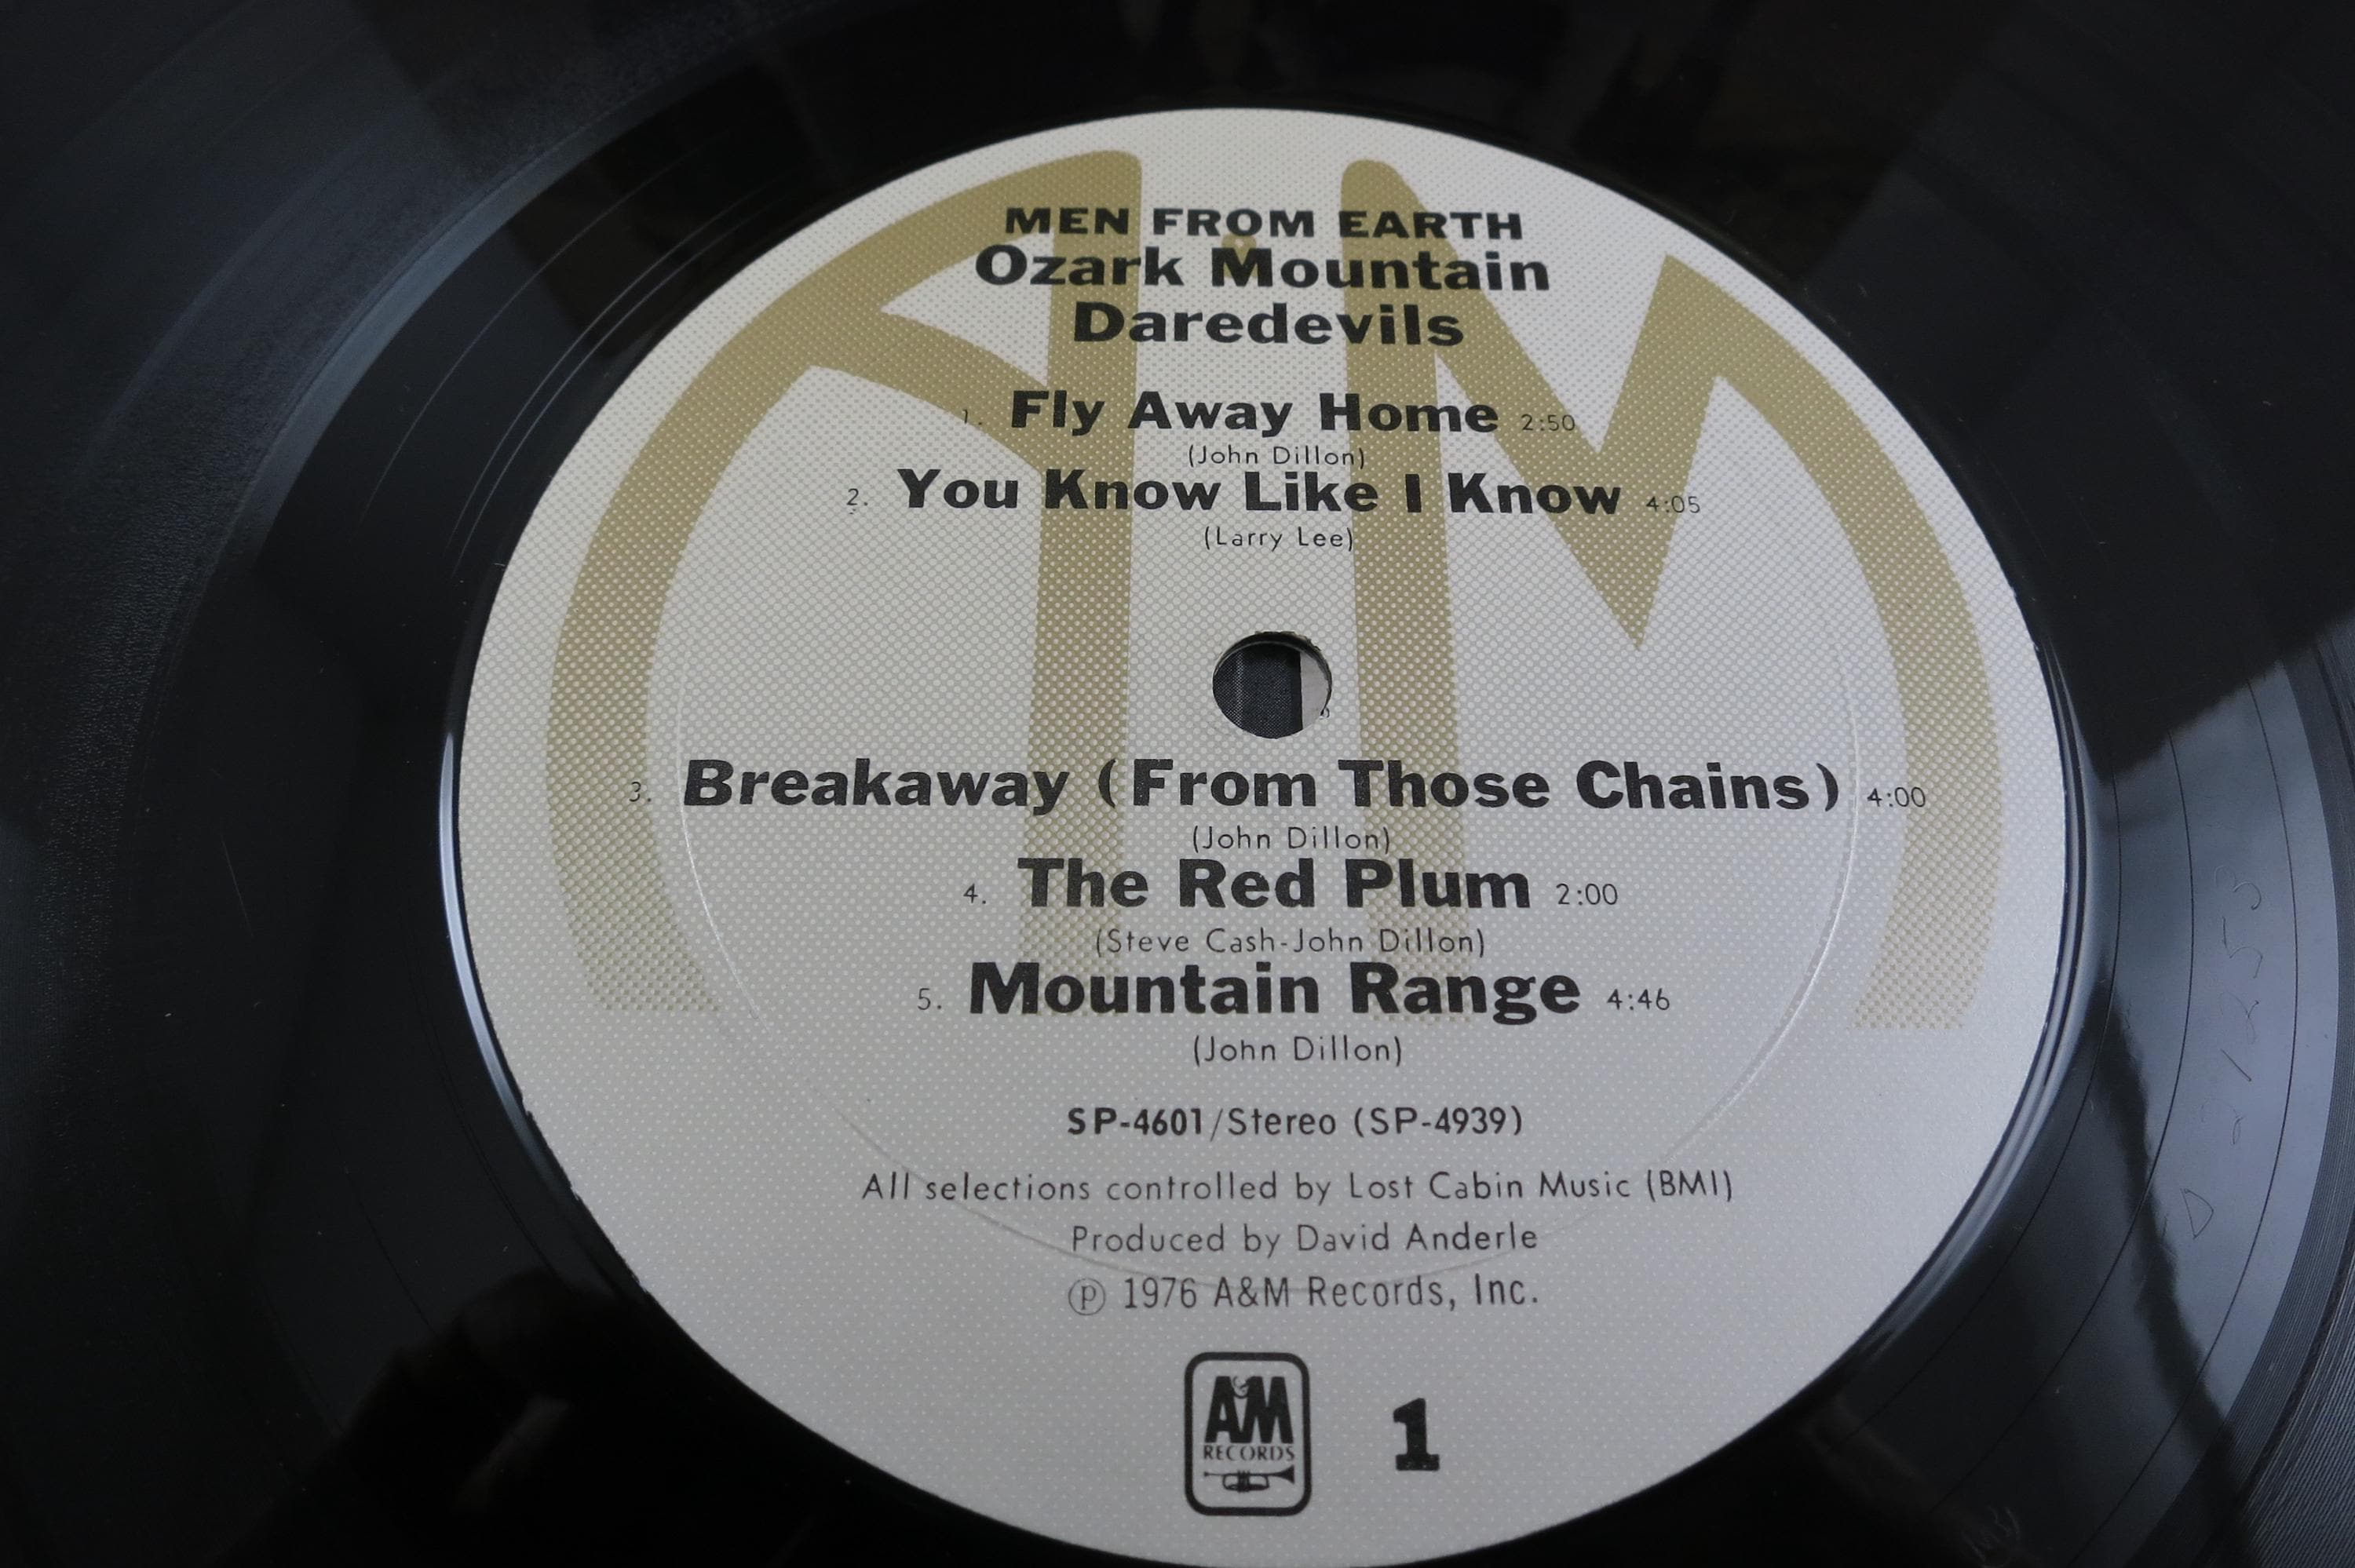 MEN FROM EARTH
Ozark Mountain
Daredevils
1. Fly Away Home 2:50
(John Dillon)
2. You Know Like I Know 4:05
(Larry Lee)
3. Breakaway (From Those Chains) 4:00
(John Dillon)
4. The Red Plum 2:00
(Steve Cash-John Dillon)
5. Mountain Range 4:46
(John Dillon)
SP-4601/Stereo (SP-4939)
All selections controlled by Lost Cabin Music (BMI)
Produced by David Anderle
Ⓟ 1976 A&M Records, Inc.
A&M
RECORDS
1